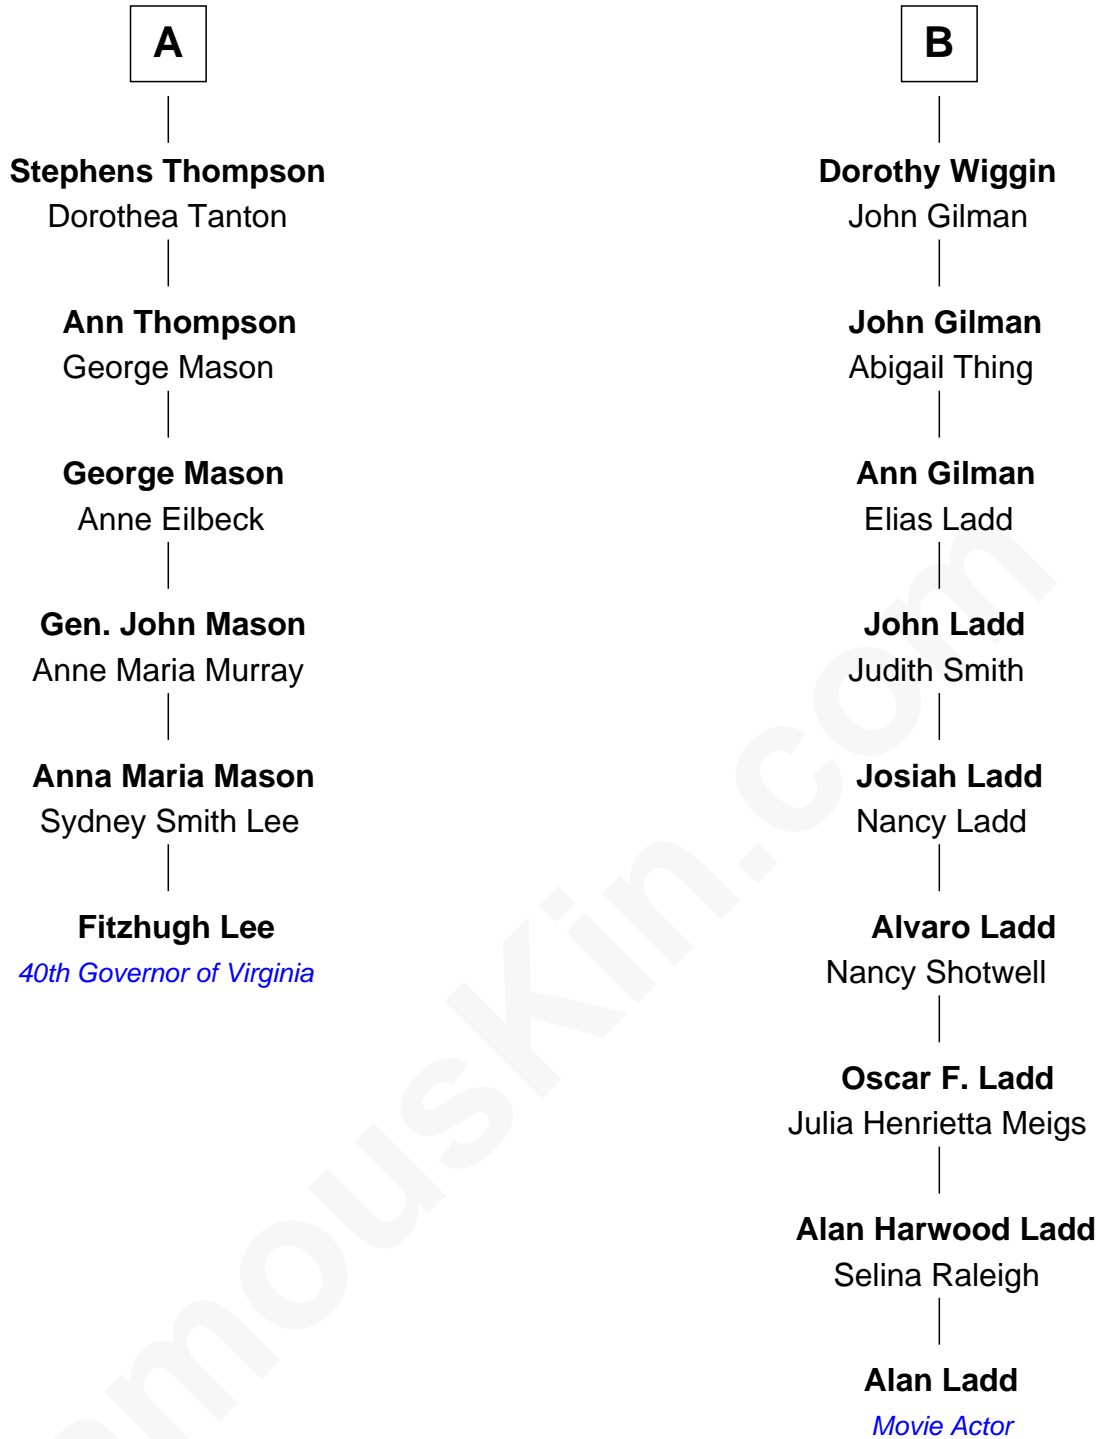 A
Stephens Thompson
Dorothea Tanton
Ann Thompson
George Mason
George Mason
Anne Eilbeck
Gen. John Mason
Anne Maria Murray
Anna Maria Mason
Sydney Smith Lee
Fitzhugh Lee
40th Governor of Virginia
B
Dorothy Wiggin
John Gilman
John Gilman
Abigail Thing
Ann Gilman
Elias Ladd
John Ladd
Judith Smith
Josiah Ladd
Nancy Ladd
Alvaro Ladd
Nancy Shotwell
Oscar F. Ladd
Julia Henrietta Meigs
Alan Harwood Ladd
Selina Raleigh
Alan Ladd
Movie Actor
amouskin.com